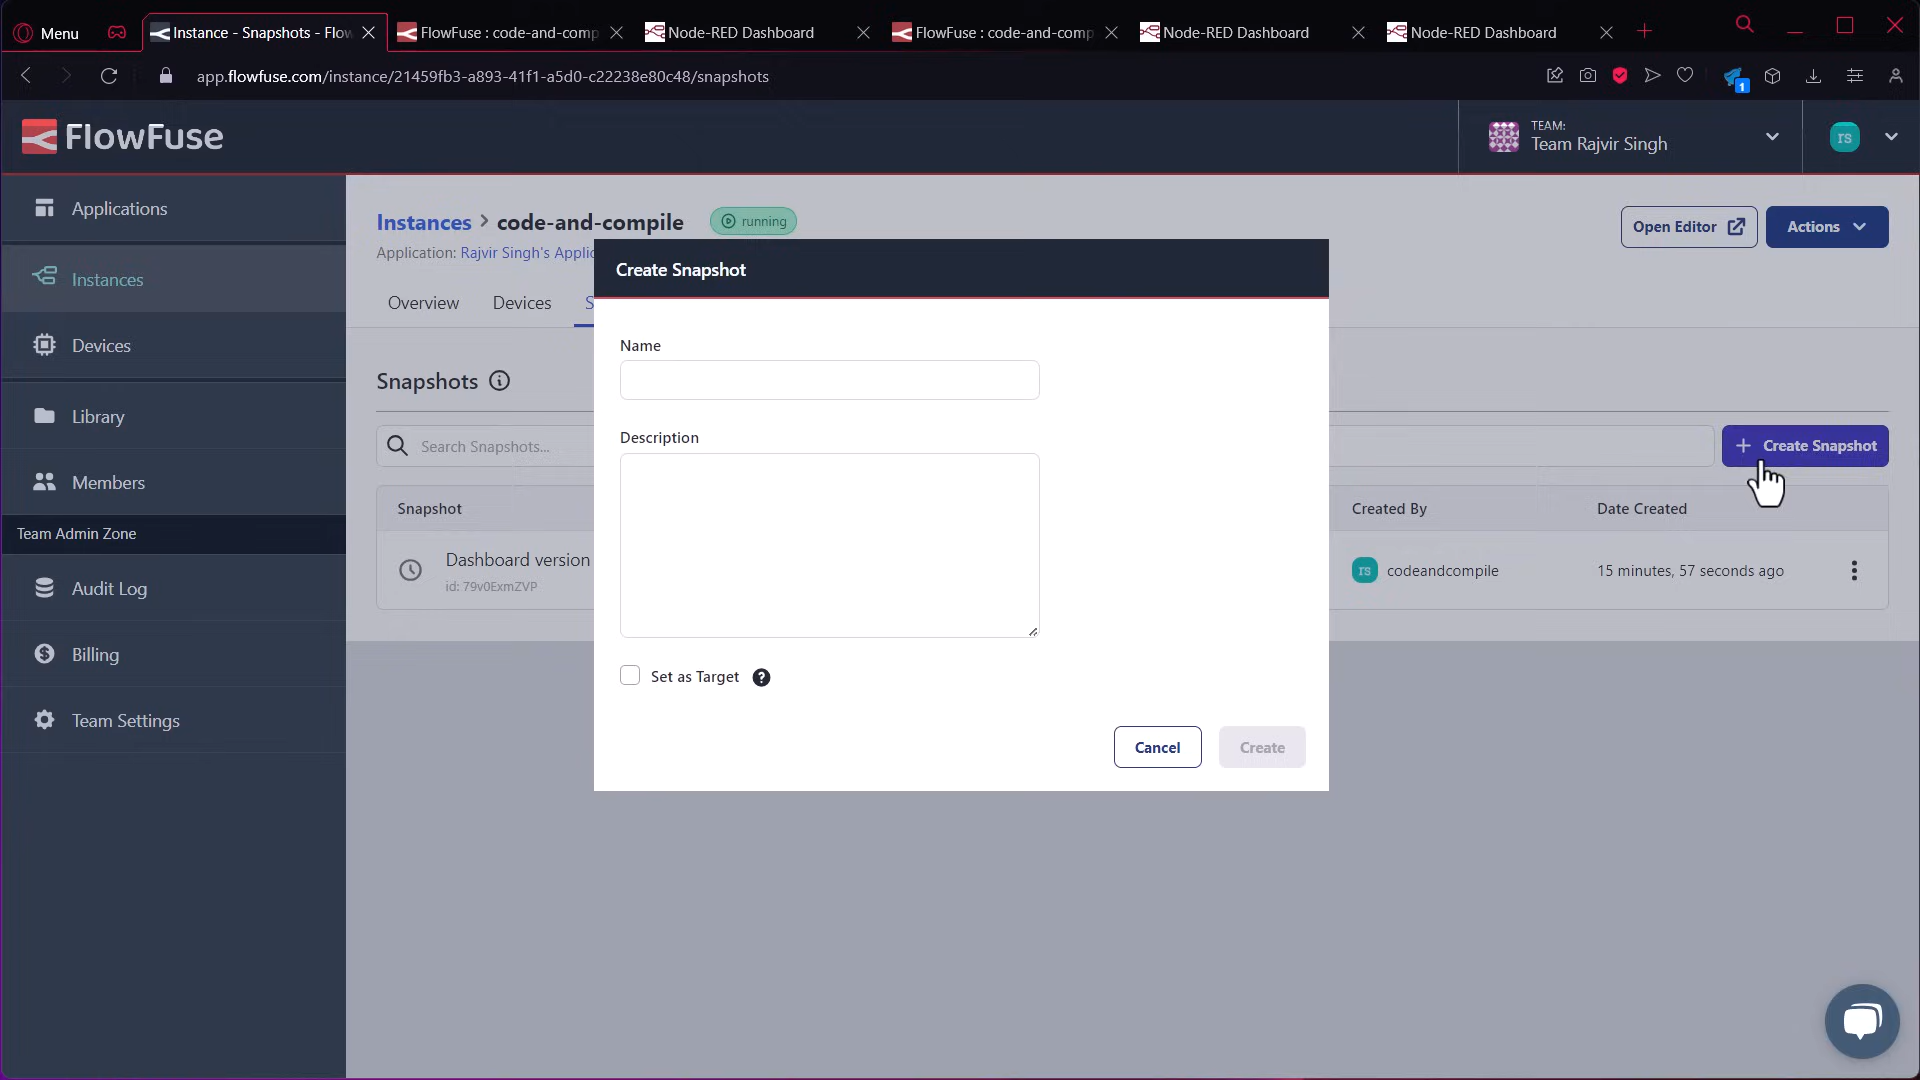 Menu
Instance - Snapshots - Flow
FlowFuse : code-and-comp
Node-RED Dashboard
FlowFuse : code-and-comp
Node-RED Dashboard
Node-RED Dashboard
app.flowfuse.com/instance/21459fb3-a893-41f1-a5d0-c22238e80c48/snapshots
1
FlowFuse
TEAM:
Team Rajvir Singh
rs
Applications
Instances
Devices
Library
Members
Team Admin Zone
Audit Log
Billing
Team Settings
Instances > code-and-compile
running
Open Editor
Actions
Application: Rajvir Singh's Applic
Overview
Devices
S
Snapshots
Search Snapshots...
+ Create Snapshot
Snapshot
Created By
Date Created
Dashboard version
id: 79v0ExmZVP
rs
codeandcompile
15 minutes, 57 seconds ago
Create Snapshot
Name
Description
Set as Target ?
Cancel
Create